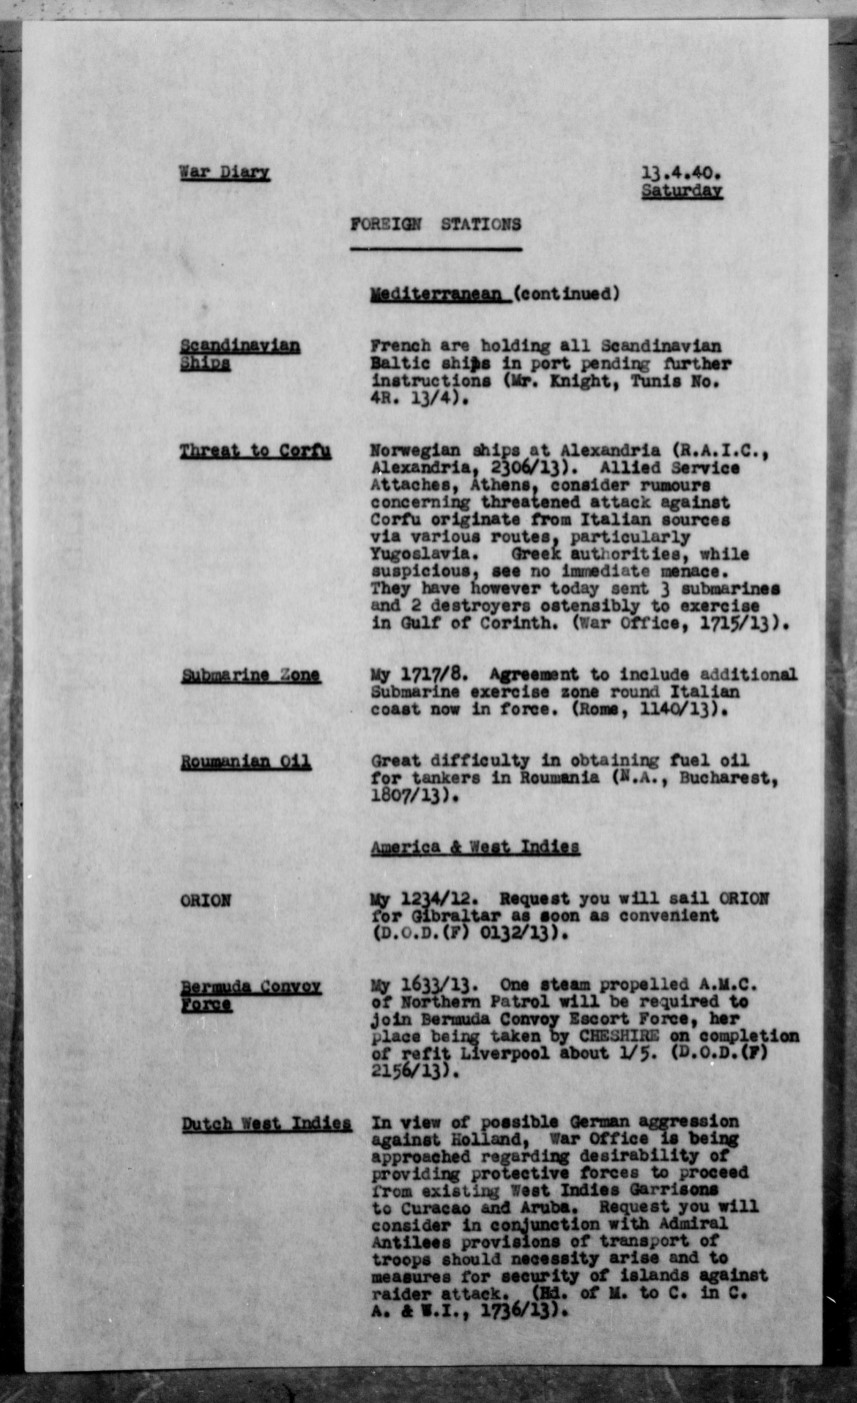 War Diary 13.4.40.
Saturday
FOREIGN STATIONS
Mediterranean (continued)
Scandinavian French are holding all Scandinavian
Ships Baltic ships in port pending further
instructions (Mr. Knight, Tunis No.
4R. 13/4).
Threat to Corfu Norwegian ships at Alexandria (R.A.I.C.,
Alexandria, 2306/13). Allied Service
Attaches, Athens, consider rumours
concerning threatened attack against
Corfu originate from Italian sources
via various routes, particularly
Yugoslavia. Greek authorities, while
suspicious, see no immediate menace.
They have however today sent 3 submarines
and 2 destroyers ostensibly to exercise
in Gulf of Corinth. (War Office, 1715/13).
Submarine Zone My 1717/8. Agreement to include additional
Submarine exercise zone round Italian
coast now in force. (Rome, 1140/13).
Roumanian Oil Great difficulty in obtaining fuel oil
for tankers in Roumania (N.A., Bucharest,
1807/13).
America & West Indies
ORION My 1234/12. Request you will sail ORION
for Gibraltar as soon as convenient
(D.O.D.(F) 0132/13).
Bermuda Convoy My 1633/13. One steam propelled A.M.C.
Force of Northern Patrol will be required to
join Bermuda Convoy Escort Force, her
place being taken by CHESHIRE on completion
of refit Liverpool about 1/5. (D.O.D.(F)
2156/13).
Dutch West Indies In view of possible German aggression
against Holland, War Office is being
approached regarding desirability of
providing protective forces to proceed
from existing West Indies Garrisons
to Curacao and Aruba. Request you will
consider in conjunction with Admiral
Antilees provisions of transport of
troops should necessity arise and to
measures for security of islands against
raider attack. (Hd. of M. to C. in C.
A. & W.I., 1736/13).